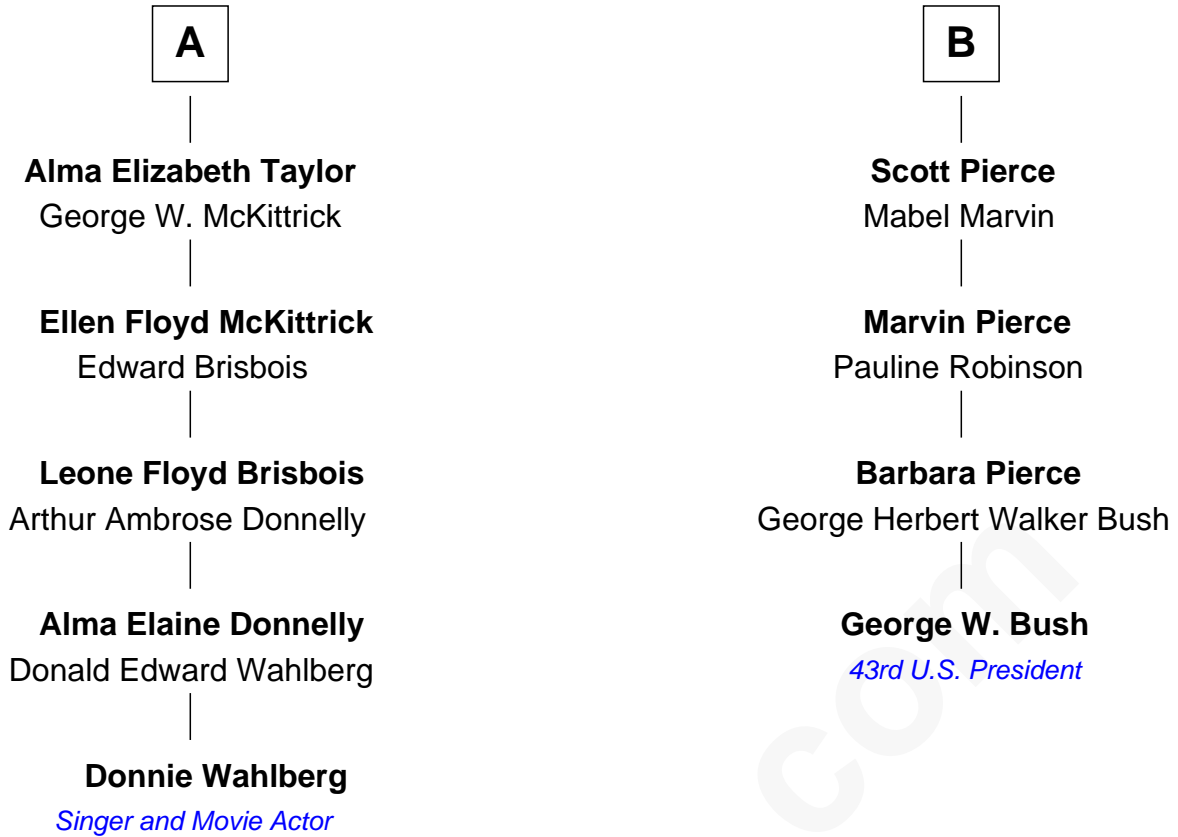 A
Alma Elizabeth Taylor
George W. McKittrick
Ellen Floyd McKittrick
Edward Brisbois
Leone Floyd Brisbois
Arthur Ambrose Donnelly
Alma Elaine Donnelly
Donald Edward Wahlberg
Donnie Wahlberg
Singer and Movie Actor
B
Scott Pierce
Mabel Marvin
Marvin Pierce
Pauline Robinson
Barbara Pierce
George Herbert Walker Bush
George W. Bush
43rd U.S. President
com